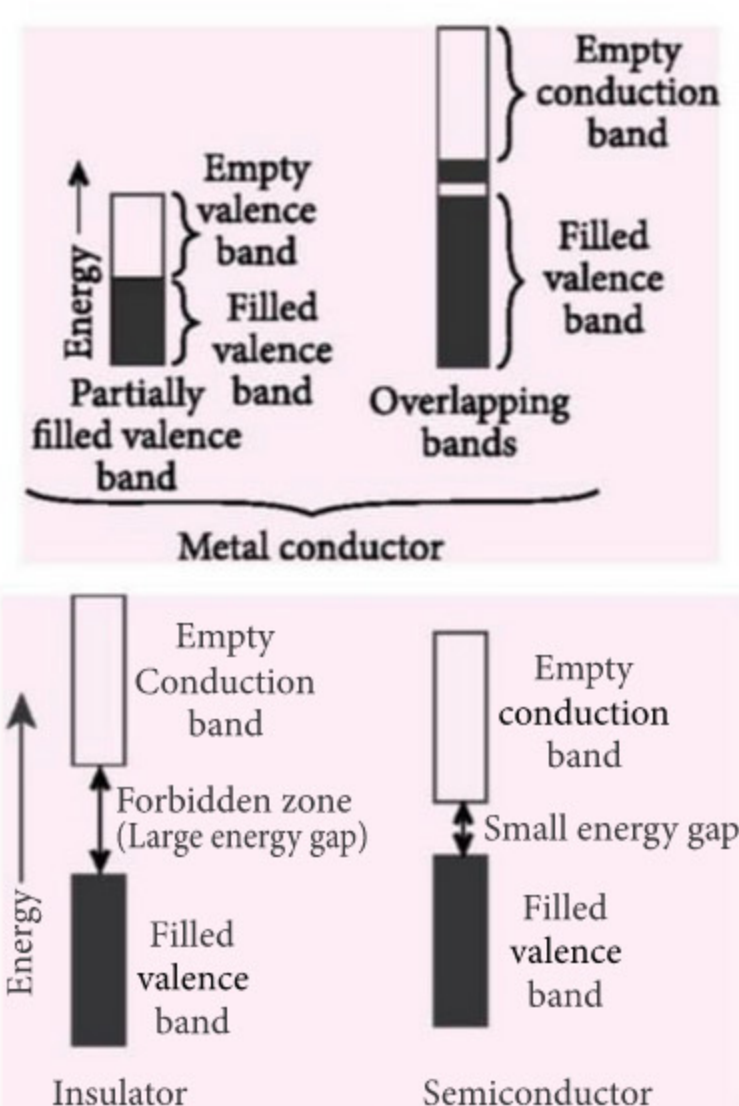 Empty
conduction
band
Empty
valence
band
Energy
Filled
valence
band
Filled
valence
band
Partially
filled valence
band
Overlapping
bands
Metal conductor
Empty
Conduction
band
Empty
conduction
band
Forbidden zone
(Large energy gap)
Small energy gap
Energy
Filled
valence
band
Filled
valence
band
Insulator
Semiconductor